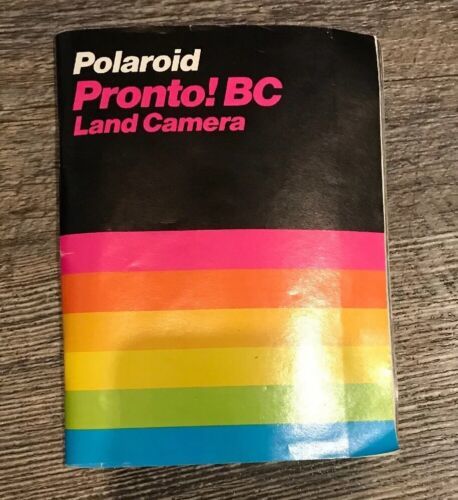 Polaroid
Pronto! BC
Land Camera